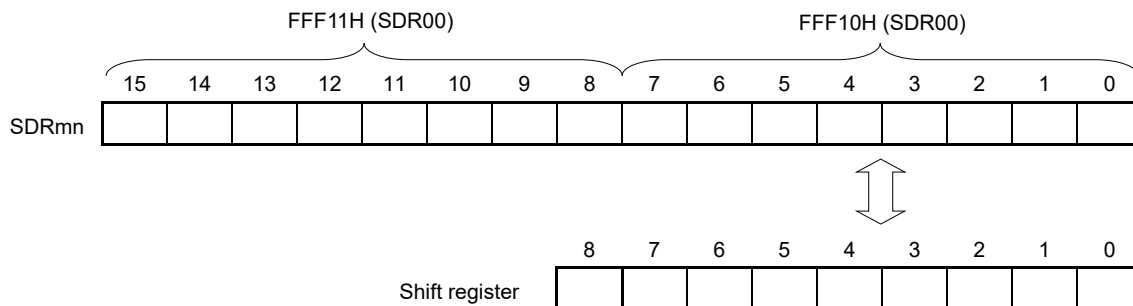 FFF11H (SDR00) FFF10H (SDR00)
15 14 13 12 11 10 9 8 7 6 5 4 3 2 1 0
SDRmn
8 7 6 5 4 3 2 1 0
Shift register